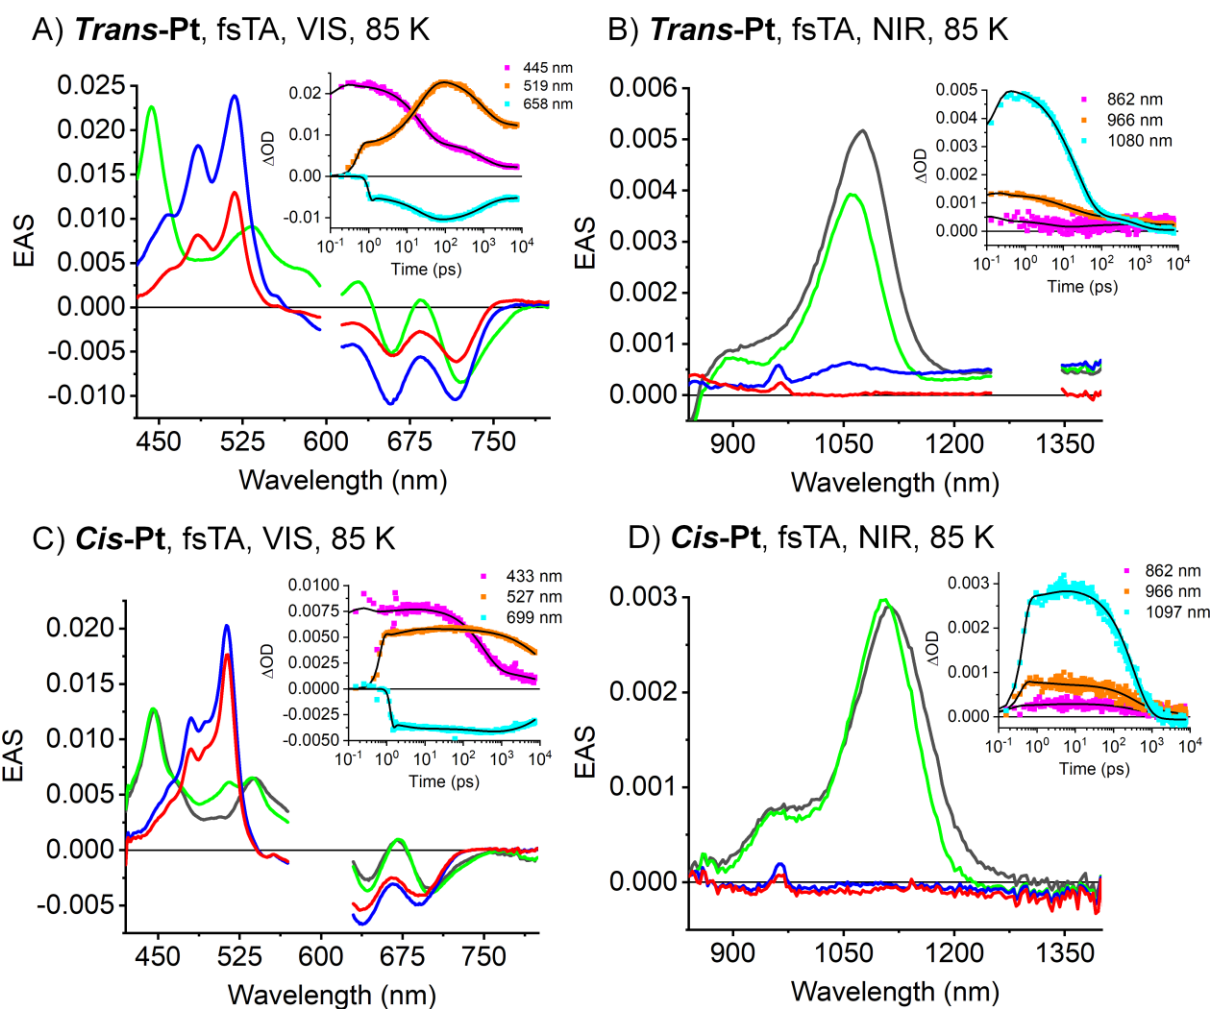 A) Trans-Pt, fsTA, VIS, 85 K
EAS
0.025
0.020
0.015
0.010
0.005
0.000
-0.005
-0.010
450
525
600
675
750
Wavelength (nm)
ΔOD
0.02
0.01
0.00
-0.01
10⁻¹
10⁰
10¹
10²
10³
10⁴
Time (ps)
445 nm
519 nm
658 nm
B) Trans-Pt, fsTA, NIR, 85 K
EAS
0.006
0.005
0.004
0.003
0.002
0.001
0.000
900
1050
1200
1350
Wavelength (nm)
ΔOD
0.005
0.004
0.003
0.002
0.001
0.000
10⁻¹
10⁰
10¹
10²
10³
10⁴
Time (ps)
862 nm
966 nm
1080 nm
C) Cis-Pt, fsTA, VIS, 85 K
EAS
0.020
0.015
0.010
0.005
0.000
-0.005
450
525
600
675
750
Wavelength (nm)
ΔOD
0.0100
0.0075
0.0050
0.0025
0.0000
-0.0025
-0.0050
10⁻¹
10⁰
10¹
10²
10³
10⁴
Time (ps)
433 nm
527 nm
699 nm
D) Cis-Pt, fsTA, NIR, 85 K
EAS
0.003
0.002
0.001
0.000
900
1050
1200
1350
Wavelength (nm)
ΔOD
0.003
0.002
0.001
0.000
10⁻¹
10⁰
10¹
10²
10³
10⁴
Time (ps)
862 nm
966 nm
1097 nm